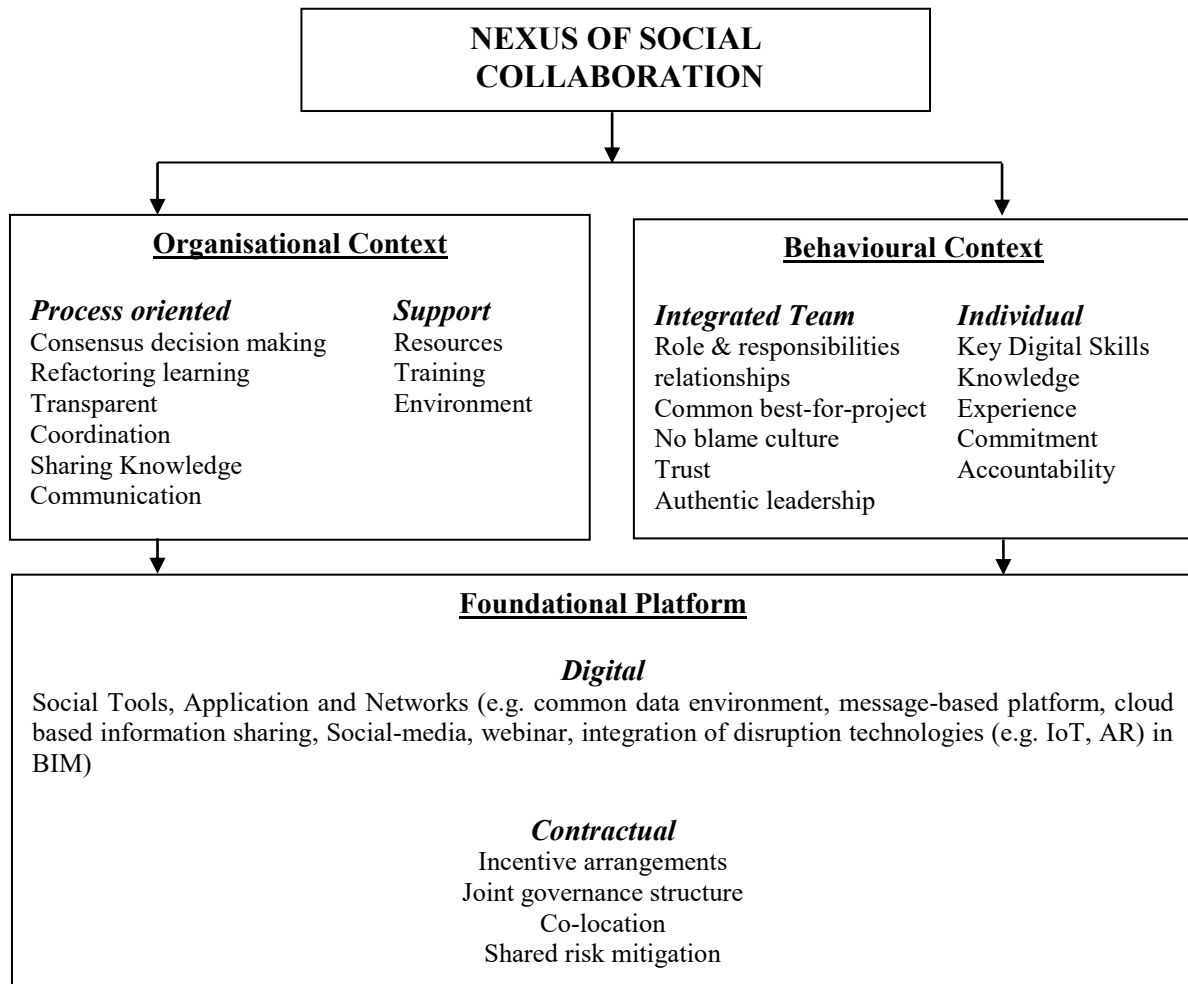 NEXUS OF SOCIAL
COLLABORATION
Organisational Context
Process oriented
Consensus decision making
Refactoring learning
Transparent
Coordination
Sharing Knowledge
Communication
Support
Resources
Training
Environment
Behavioural Context
Integrated Team
Role & responsibilities
relationships
Common best-for-project
No blame culture
Trust
Authentic leadership
Individual
Key Digital Skills
Knowledge
Experience
Commitment
Accountability
Foundational Platform
Digital
Social Tools, Application and Networks (e.g. common data environment, message-based platform, cloud
based information sharing, Social-media, webinar, integration of disruption technologies (e.g. IoT, AR) in
BIM)
Contractual
Incentive arrangements
Joint governance structure
Co-location
Shared risk mitigation